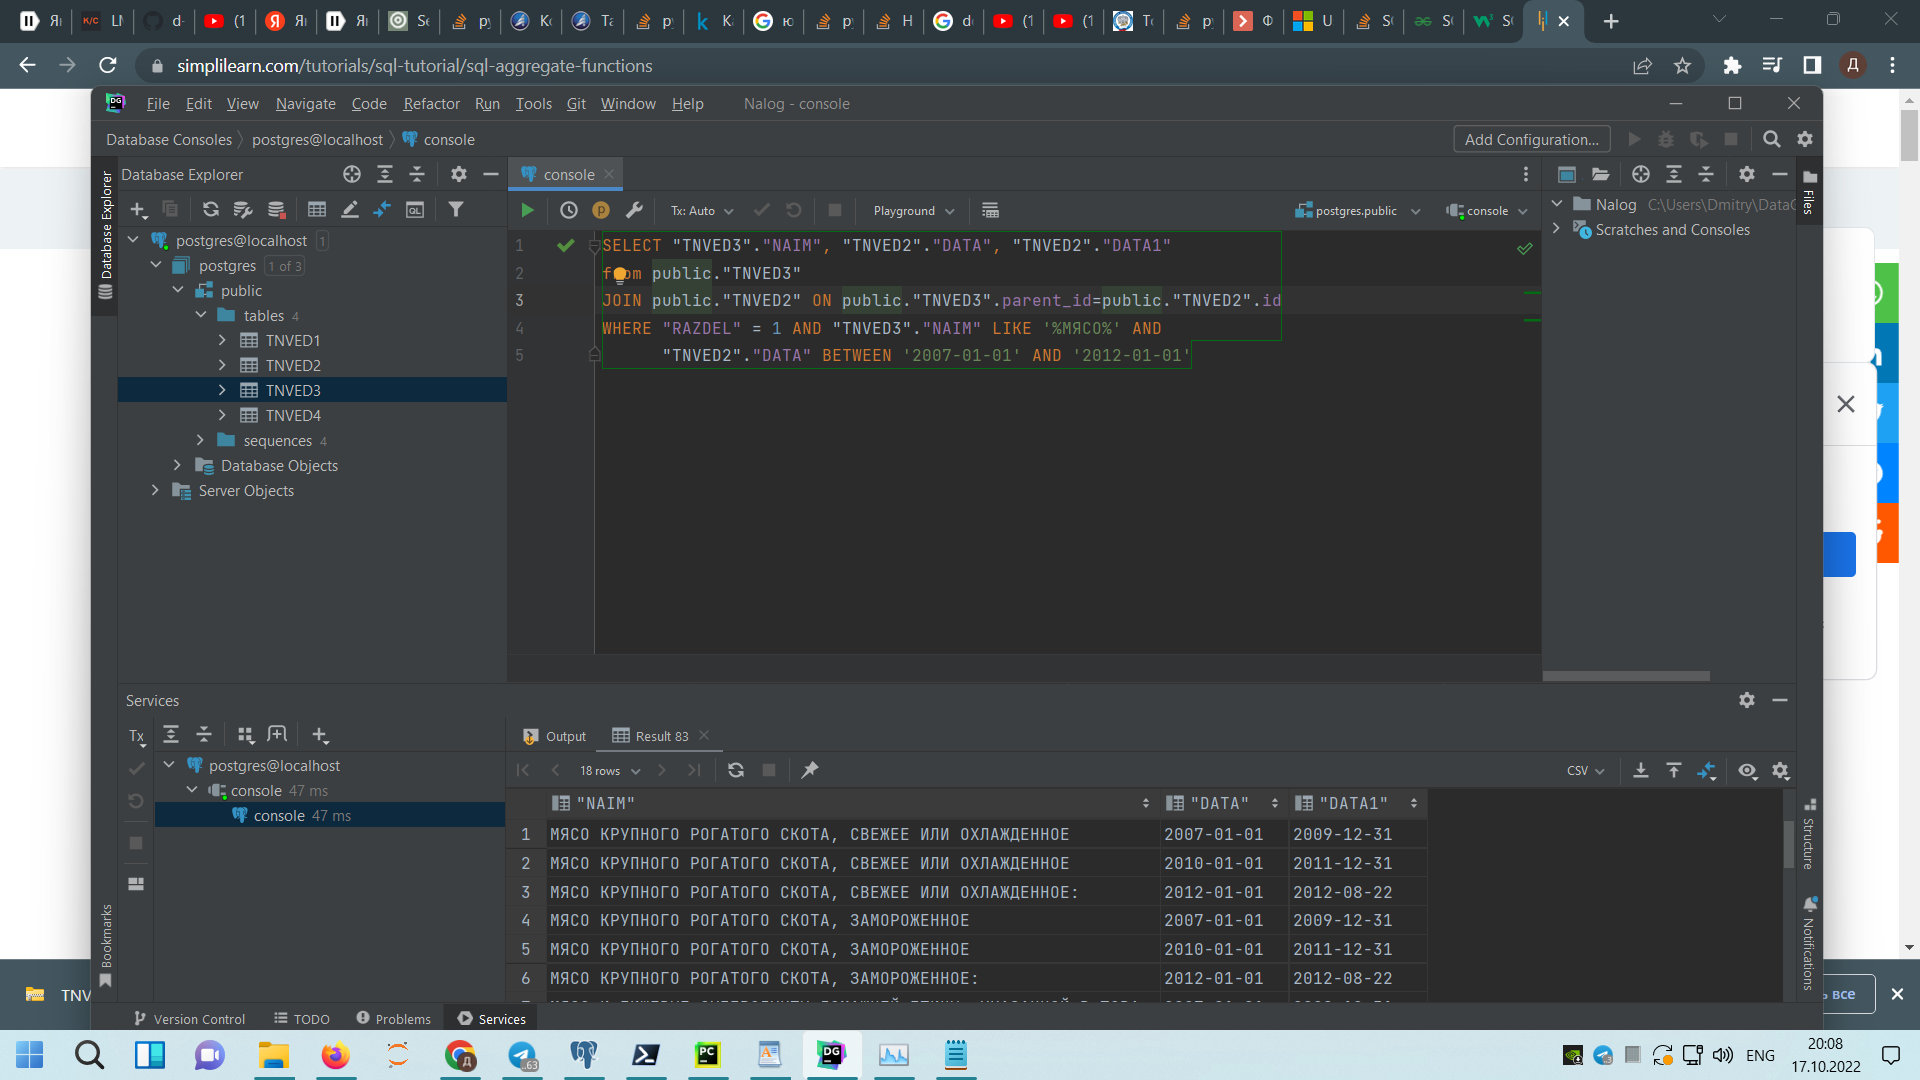 simplilearn.com/tutorials/sql-tutorial/sql-aggregate-functions
File Edit View Navigate Code Refactor Run Tools Git Window Help Nalog - console
Database Consoles postgres@localhost console Add Configuration...
Database Explorer
console
Nalog C:\Users\Dmitry\Data
Scratches and Consoles
Tx: Auto Playground postgres.public console
postgres@localhost 1
postgres 1 of 3
public
tables 4
TNVED1
TNVED2
TNVED3
TNVED4
sequences 4
Database Objects
Server Objects
1 SELECT "TNVED3"."NAIM", "TNVED2"."DATA", "TNVED2"."DATA1"
2 from public."TNVED3"
3 JOIN public."TNVED2" ON public."TNVED3".parent_id=public."TNVED2".id
4 WHERE "RAZDEL" = 1 AND "TNVED3"."NAIM" LIKE '%МЯСО%' AND
5 "TNVED2"."DATA" BETWEEN '2007-01-01' AND '2012-01-01'
Database Explorer
Files
Services
Tx
postgres@localhost
console 47 ms
console 47 ms
Output Result 83
18 rows CSV
"NAIM" "DATA" "DATA1"
1 МЯСО КРУПНОГО РОГАТОГО СКОТА, СВЕЖЕЕ ИЛИ ОХЛАЖДЕННОЕ 2007-01-01 2009-12-31
2 МЯСО КРУПНОГО РОГАТОГО СКОТА, СВЕЖЕЕ ИЛИ ОХЛАЖДЕННОЕ 2010-01-01 2011-12-31
3 МЯСО КРУПНОГО РОГАТОГО СКОТА, СВЕЖЕЕ ИЛИ ОХЛАЖДЕННОЕ: 2012-01-01 2012-08-22
4 МЯСО КРУПНОГО РОГАТОГО СКОТА, ЗАМОРОЖЕННОЕ 2007-01-01 2009-12-31
5 МЯСО КРУПНОГО РОГАТОГО СКОТА, ЗАМОРОЖЕННОЕ 2010-01-01 2011-12-31
6 МЯСО КРУПНОГО РОГАТОГО СКОТА, ЗАМОРОЖЕННОЕ: 2012-01-01 2012-08-22
Structure
Notifications
Bookmarks
TNV
ь все
Version Control TODO Problems Services
ENG
20:08
17.10.2022